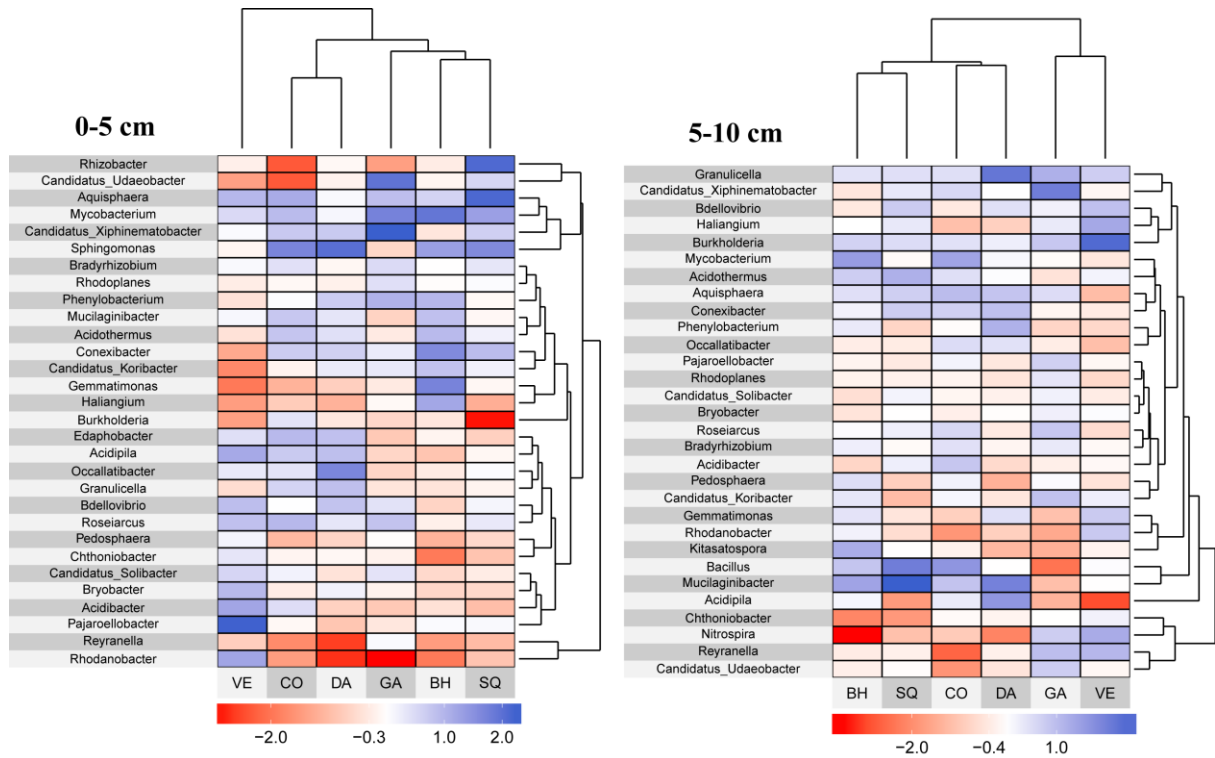 0-5 cm
Rhizobacter
Candidatus_Udaeobacter
Aquisphaera
Mycobacterium
Candidatus_Xiphinematobacter
Sphingomonas
Bradyrhizobium
Rhodoplanes
Phenylobacterium
Mucilaginibacter
Acidothermus
Conexibacter
Candidatus_Koribacter
Gemmatimonas
Haliangium
Burkholderia
Edaphobacter
Acidipila
Occallatibacter
Granulicella
Bdellovibrio
Roseiarcus
Pedosphaera
Chthoniobacter
Candidatus_Solibacter
Bryobacter
Acidibacter
Pajaroellobacter
Reyranella
Rhodanobacter
VE CO DA GA BH SQ
−2.0 −0.3 1.0 2.0
5-10 cm
Granulicella
Candidatus_Xiphinematobacter
Bdellovibrio
Haliangium
Burkholderia
Mycobacterium
Acidothermus
Aquisphaera
Conexibacter
Phenylobacterium
Occallatibacter
Pajaroellobacter
Rhodoplanes
Candidatus_Solibacter
Bryobacter
Roseiarcus
Bradyrhizobium
Acidibacter
Pedosphaera
Candidatus_Koribacter
Gemmatimonas
Rhodanobacter
Kitasatospora
Bacillus
Mucilaginibacter
Acidipila
Chthoniobacter
Nitrospira
Reyranella
Candidatus_Udaeobacter
BH SQ CO DA GA VE
−2.0 −0.4 1.0